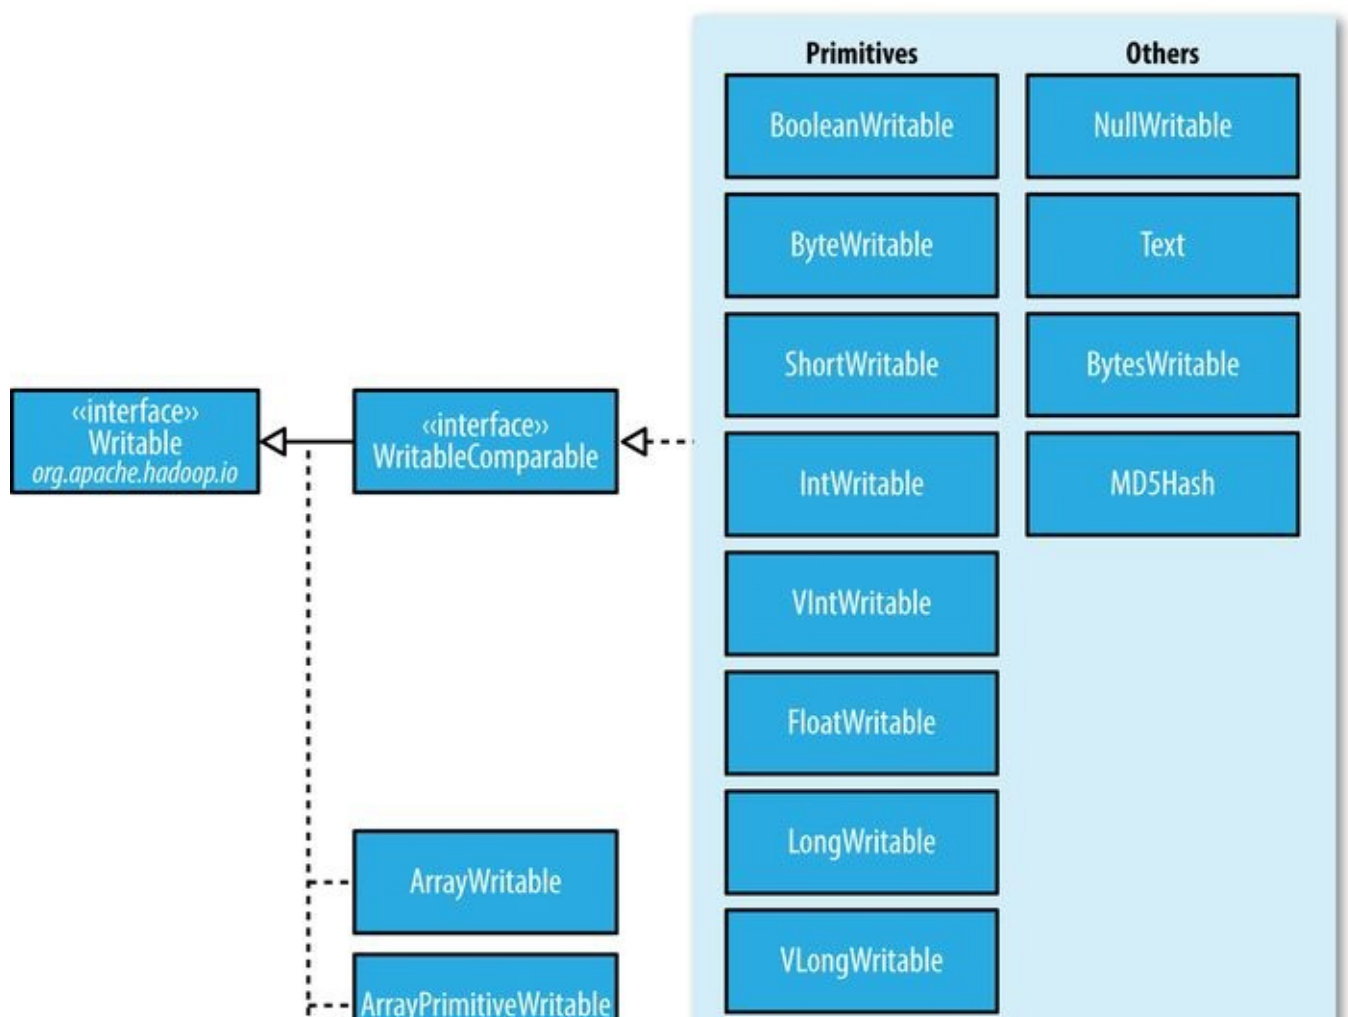 Primitives
Others
BooleanWritable
NullWritable
ByteWritable
Text
ShortWritable
BytesWritable
«interface»
Writable
org.apache.hadoop.io
«interface»
WritableComparable
IntWritable
MD5Hash
VIntWritable
FloatWritable
LongWritable
ArrayWritable
VLongWritable
ArrayPrimitiveWritable